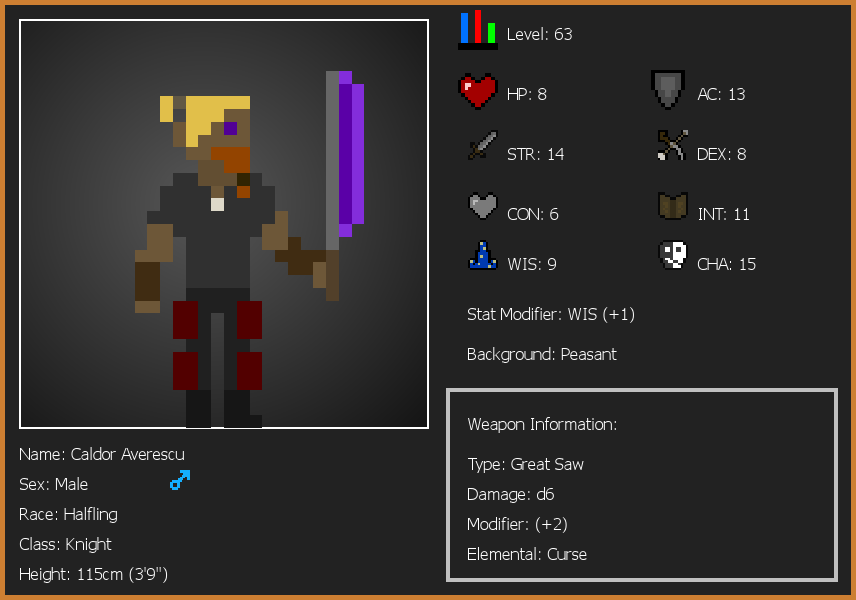 Level: 63
HP: 8
AC: 13
STR: 14
DEX: 8
CON: 6
INT: 11
WIS: 9
CHA: 15
Stat Modifier: WIS (+1)
Background: Peasant
Weapon Information:
Type: Great Saw
Damage: d6
Modifier: (+2)
Elemental: Curse
Name: Caldor Averescu
Sex: Male
Race: Halfling
Class: Knight
Height: 115cm (3'9")